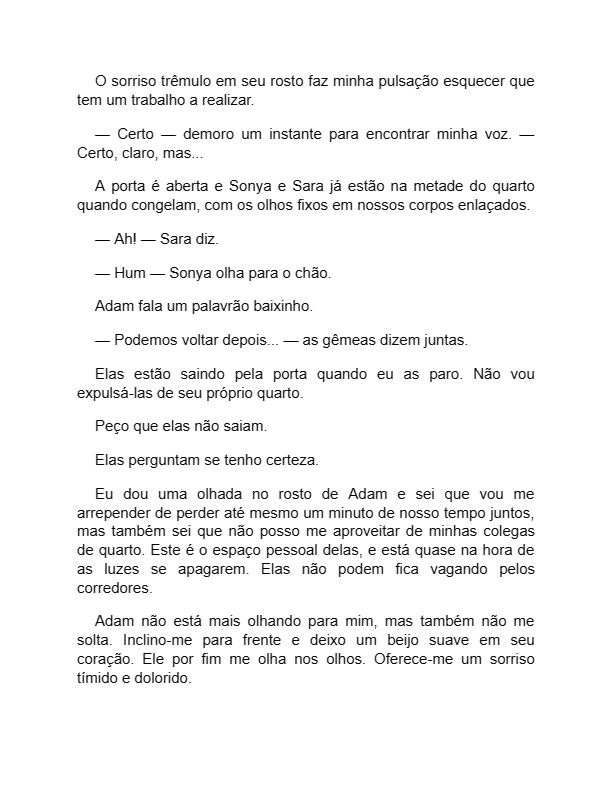 O sorriso trêmulo em seu rosto faz minha pulsação esquecer que
tem um trabalho a realizar.
— Certo — demoro um instante para encontrar minha voz. —
Certo, claro, mas...
A porta é aberta e Sonya e Sara já estão na metade do quarto
quando congelam, com os olhos fixos em nossos corpos enlaçados.
— Ah! — Sara diz.
— Hum — Sonya olha para o chão.
Adam fala um palavrão baixinho.
— Podemos voltar depois... — as gêmeas dizem juntas.
Elas estão saindo pela porta quando eu as paro. Não vou
expulsá-las de seu próprio quarto.
Peço que elas não saiam.
Elas perguntam se tenho certeza.
Eu dou uma olhada no rosto de Adam e sei que vou me
arrepender de perder até mesmo um minuto de nosso tempo juntos,
mas também sei que não posso me aproveitar de minhas colegas
de quarto. Este é o espaço pessoal delas, e está quase na hora de
as luzes se apagarem. Elas não podem fica vagando pelos
corredores.
Adam não está mais olhando para mim, mas também não me
solta. Inclino-me para frente e deixo um beijo suave em seu
coração. Ele por fim me olha nos olhos. Oferece-me um sorriso
tímido e dolorido.